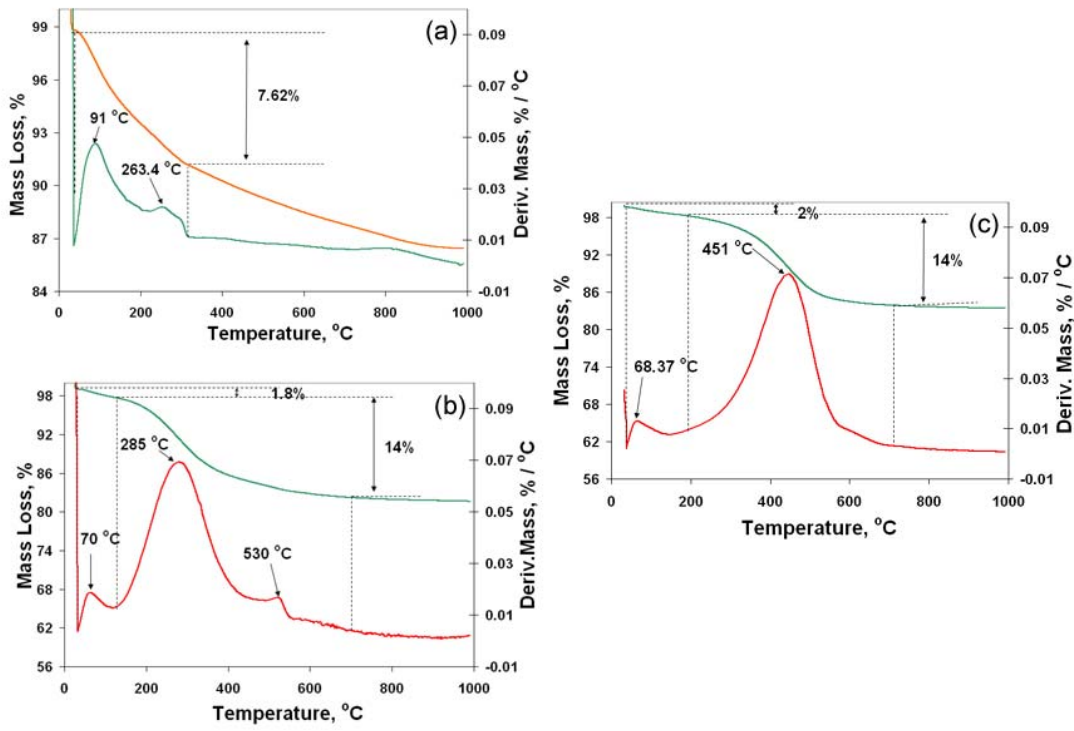 (a)
99
96
93
90
87
84
Mass Loss, %
0.09
0.07
0.05
0.03
0.01
-0.01
Deriv. Mass, % / °C
7.62%
91 °C
263.4 °C
0 200 400 600 800 1000
Temperature, °C
(b)
98
92
86
80
74
68
62
56
Mass Loss, %
0.09
0.07
0.05
0.03
0.01
-0.01
Deriv.Mass, % / °C
1.8%
14%
285 °C
70 °C
530 °C
0 200 400 600 800 1000
Temperature, °C
(c)
98
92
86
80
74
68
62
56
Mass Loss, %
0.09
0.07
0.05
0.03
0.01
-0.01
Deriv. Mass, % / °C
2%
14%
451 °C
68.37 °C
0 200 400 600 800 1000
Temperature, °C